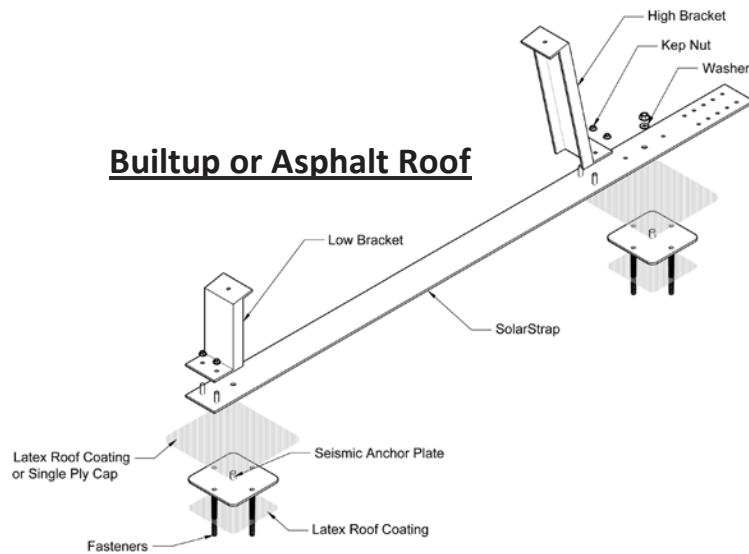 High Bracket
Kep Nut
Washer
Builtup or Asphalt Roof
Low Bracket
SolarStrap
Latex Roof Coating
or Single Ply Cap
Seismic Anchor Plate
Latex Roof Coating
Fasteners